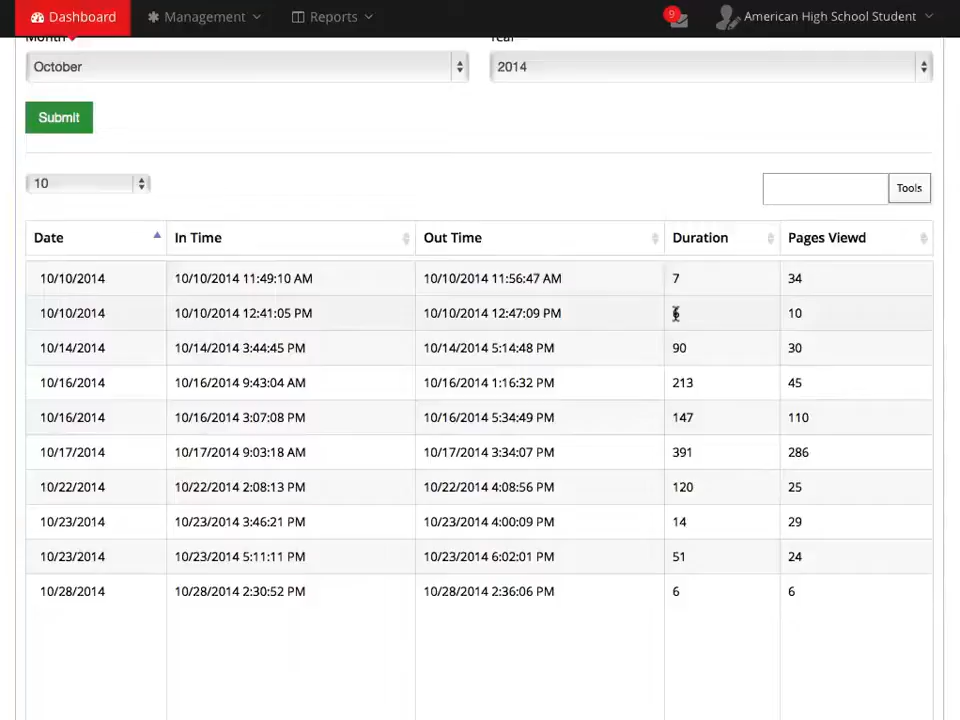 Dashboard Management Reports 9 American High School Student
Month Year
October 2014
Submit
10 Tools
Date In Time Out Time Duration Pages Viewd
10/10/2014 10/10/2014 11:49:10 AM 10/10/2014 11:56:47 AM 7 34
10/10/2014 10/10/2014 12:41:05 PM 10/10/2014 12:47:09 PM 6 10
10/14/2014 10/14/2014 3:44:45 PM 10/14/2014 5:14:48 PM 90 30
10/16/2014 10/16/2014 9:43:04 AM 10/16/2014 1:16:32 PM 213 45
10/16/2014 10/16/2014 3:07:08 PM 10/16/2014 5:34:49 PM 147 110
10/17/2014 10/17/2014 9:03:18 AM 10/17/2014 3:34:07 PM 391 286
10/22/2014 10/22/2014 2:08:13 PM 10/22/2014 4:08:56 PM 120 25
10/23/2014 10/23/2014 3:46:21 PM 10/23/2014 4:00:09 PM 14 29
10/23/2014 10/23/2014 5:11:11 PM 10/23/2014 6:02:01 PM 51 24
10/28/2014 10/28/2014 2:30:52 PM 10/28/2014 2:36:06 PM 6 6